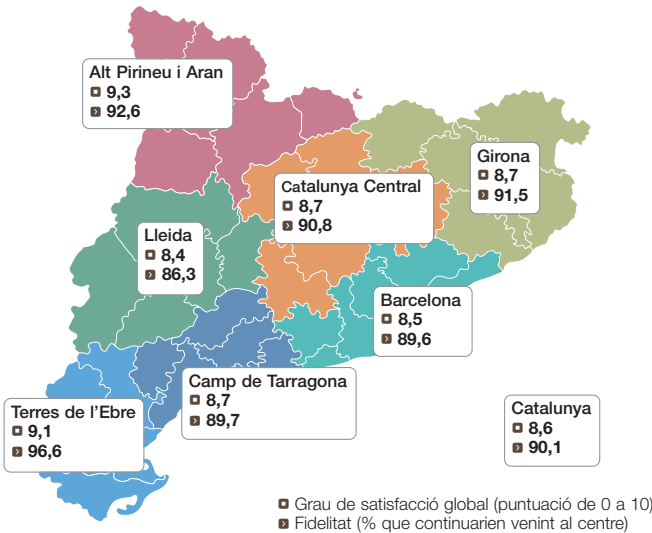 Alt Pirineu i Aran
9,3
92,6
Girona
8,7
91,5
Catalunya Central
8,7
90,8
Lleida
8,4
86,3
Barcelona
8,5
89,6
Camp de Tarragona
8,7
89,7
Terres de l’Ebre
9,1
96,6
Catalunya
8,6
90,1
Grau de satisfacció global (puntuació de 0 a 10)
Fidelitat (% que continuarien venint al centre)